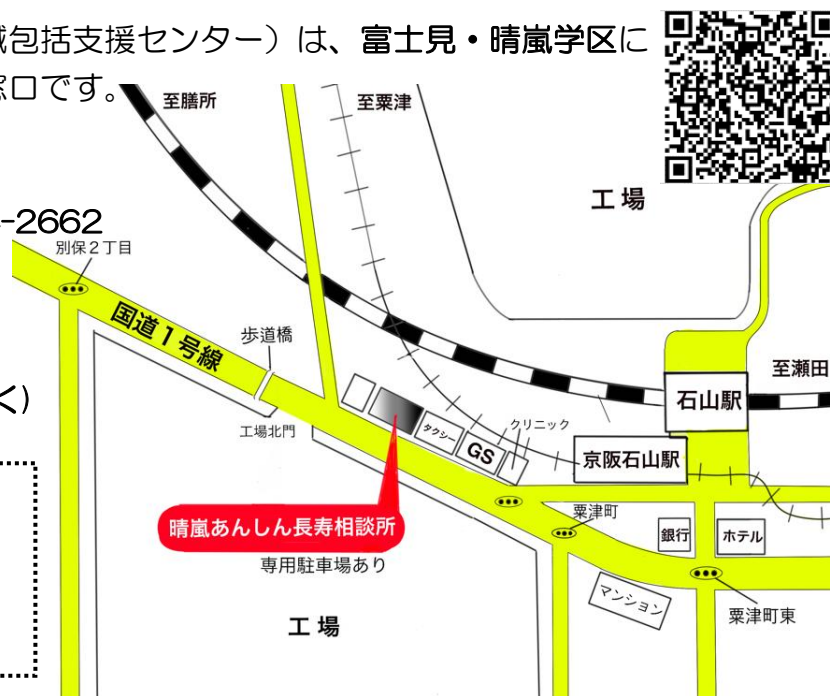 域包括支援センター）は、富士見・晴嵐学区に
窓口です。
至膳所
至粟津
工場
-2662
別保２丁目
国道１号線
歩道橋
至瀬田
石山駅
く)
工場北門
タクシー
GS
クリニック
京阪石山駅
晴嵐あんしん長寿相談所
専用駐車場あり
粟津町
銀行
ホテル
工場
マンション
粟津町東